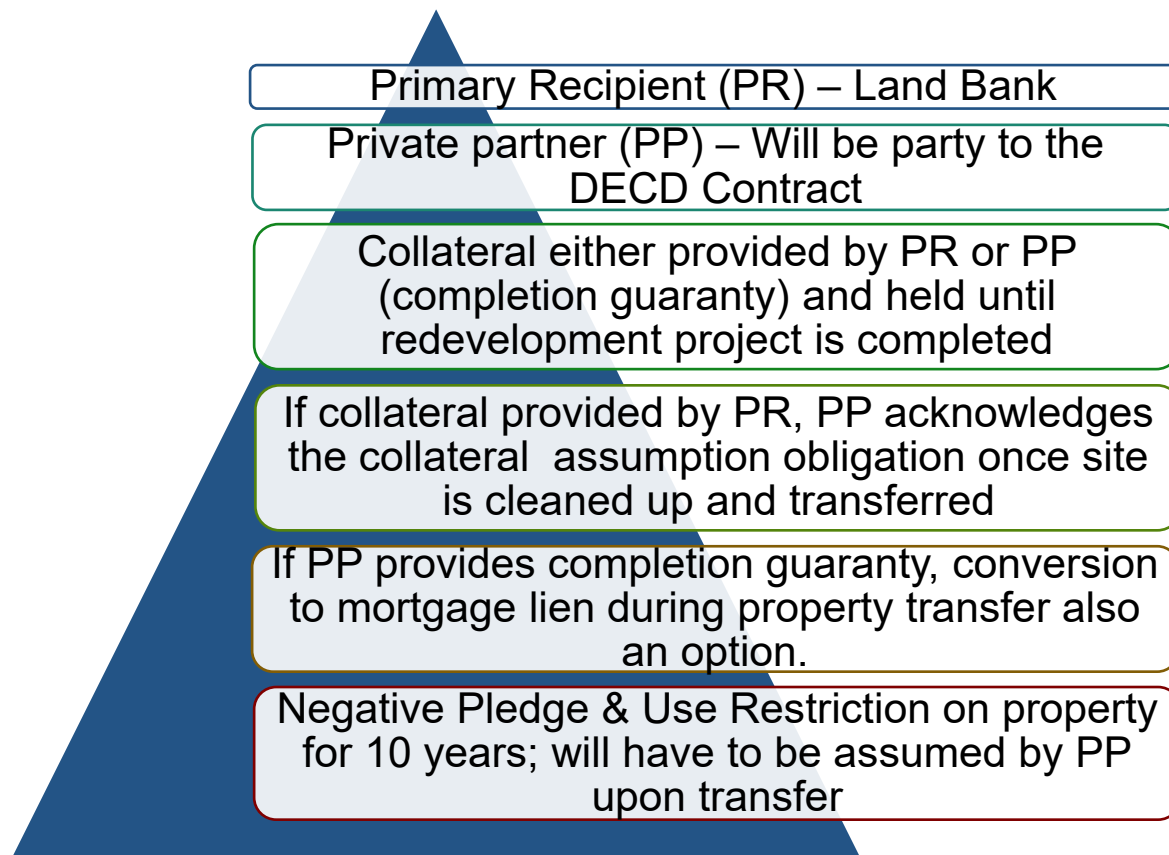 Primary Recipient (PR) – Land Bank
Private partner (PP) – Will be party to the
DECD Contract
Collateral either provided by PR or PP
(completion guaranty) and held until
redevelopment project is completed
If collateral provided by PR, PP acknowledges
the collateral  assumption obligation once site
is cleaned up and transferred
If PP provides completion guaranty, conversion
to mortgage lien during property transfer also
an option.
Negative Pledge & Use Restriction on property
for 10 years; will have to be assumed by PP
upon transfer